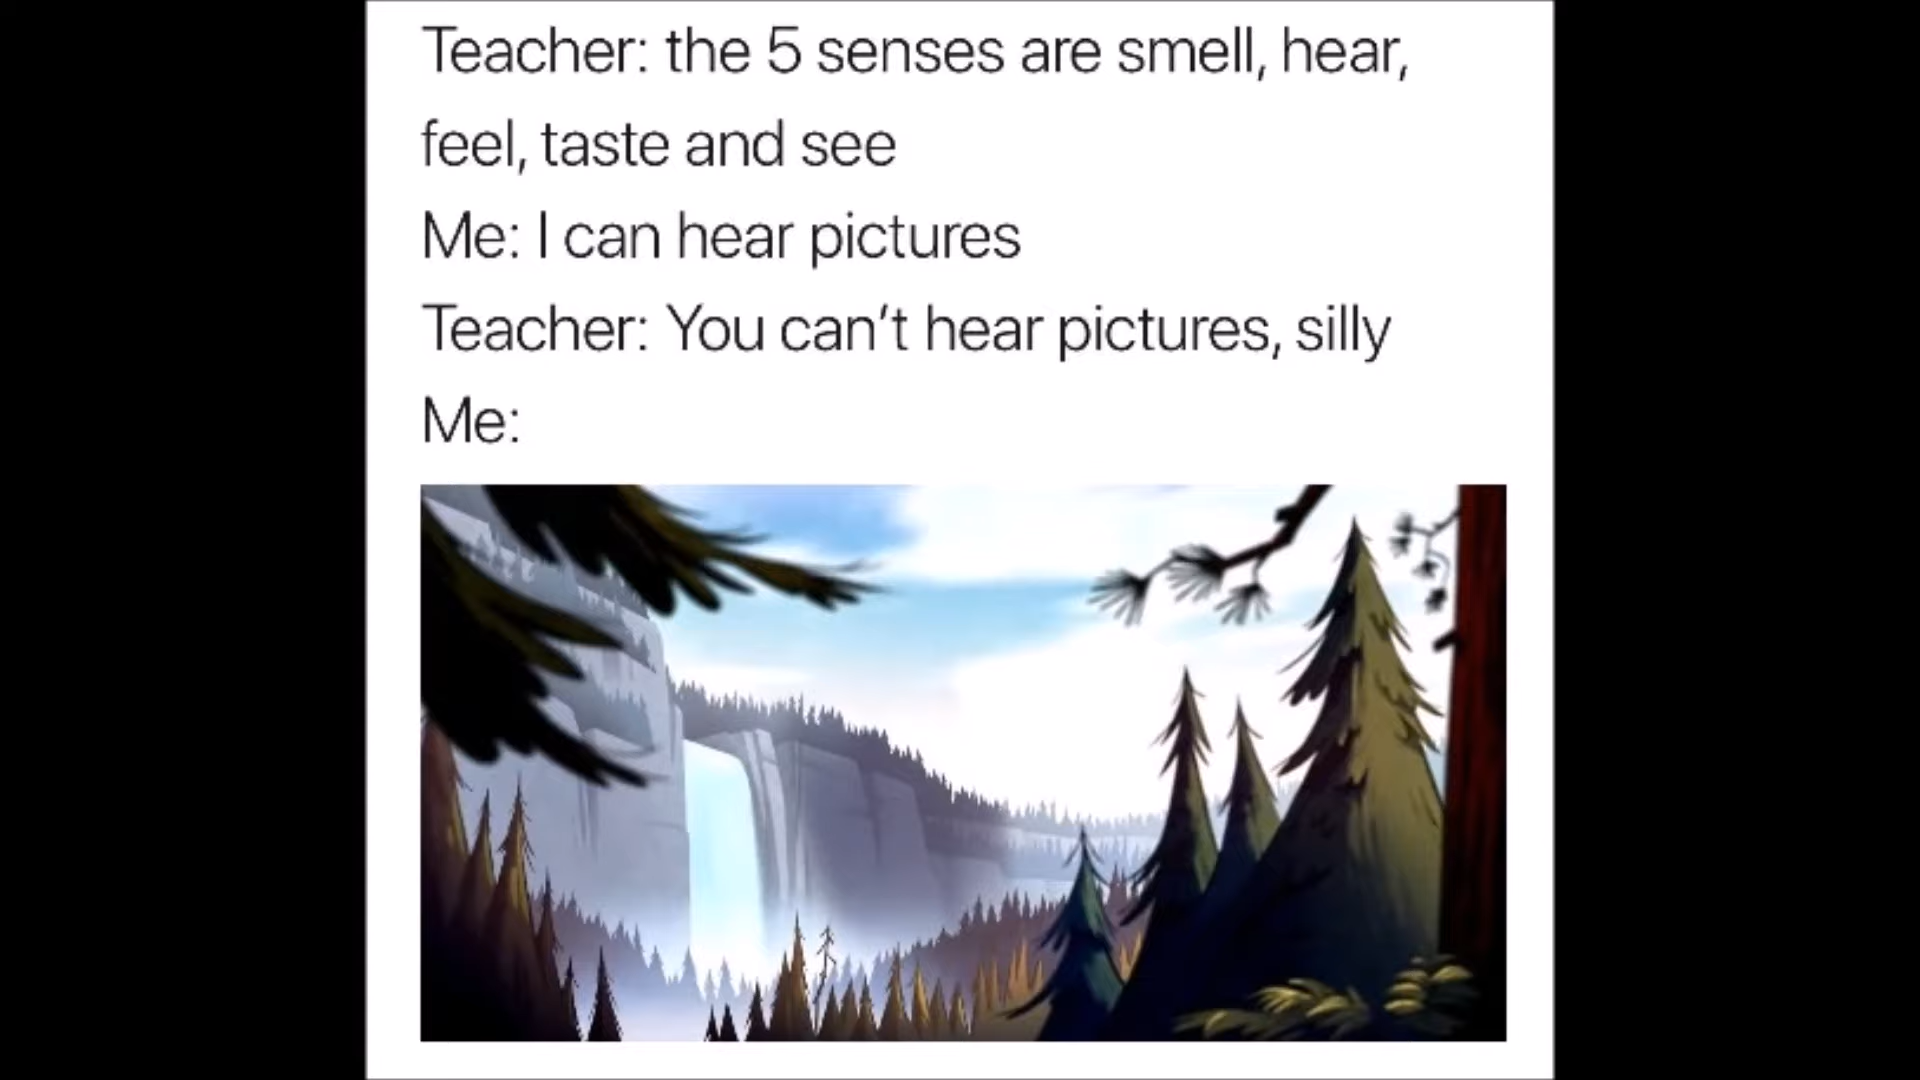 Teacher: the 5 senses are smell, hear,
feel, taste and see
Me: I can hear pictures
Teacher: You can’t hear pictures, silly
Me: